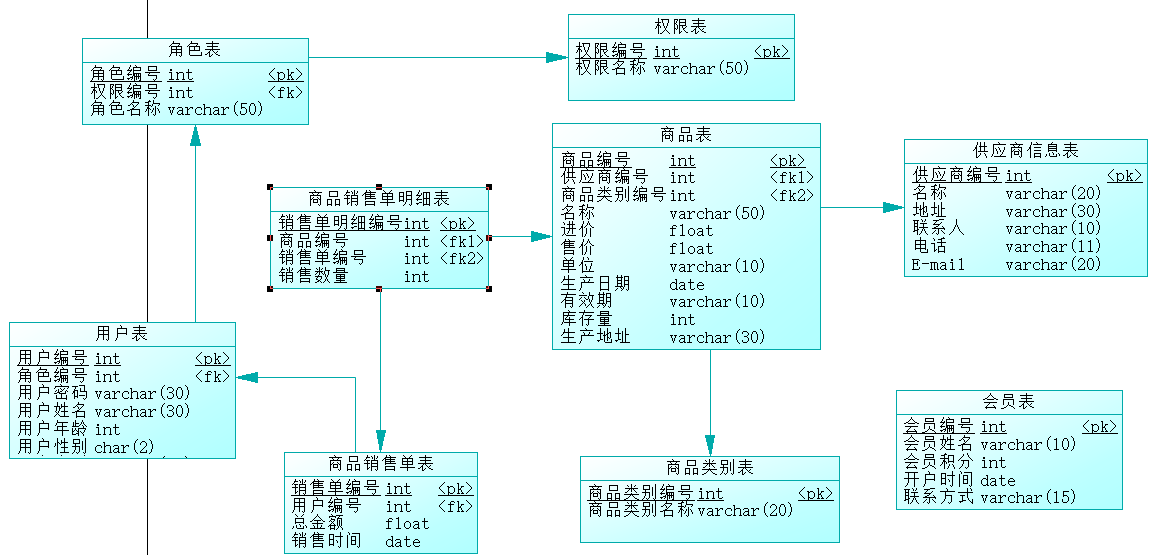 权限表
权限编号 int <pk>
权限名称 varchar(50)
角色表
角色编号 int <pk>
权限编号 int <fk>
角色名称 varchar(50)
商品表
商品编号 int <pk>
供应商编号 int <fk1>
商品类别编号 int <fk2>
名称 varchar(50)
进价 float
售价 float
单位 varchar(10)
生产日期 date
有效期 varchar(10)
库存量 int
生产地址 varchar(30)
供应商信息表
供应商编号 int <pk>
名称 varchar(20)
地址 varchar(30)
联系人 varchar(10)
电话 varchar(11)
E-mail varchar(20)
商品销售单明细表
销售单明细编号 int <pk>
商品编号 int <fk1>
销售单编号 int <fk2>
销售数量 int
用户表
用户编号 int <pk>
角色编号 int <fk>
用户密码 varchar(30)
用户姓名 varchar(30)
用户年龄 int
用户性别 char(2)
会员表
会员编号 int <pk>
会员姓名 varchar(10)
会员积分 int
开户时间 date
联系方式 varchar(15)
商品销售单表
销售单编号 int <pk>
用户编号 int <fk>
总金额 float
销售时间 date
商品类别表
商品类别编号 int <pk>
商品类别名称 varchar(20)